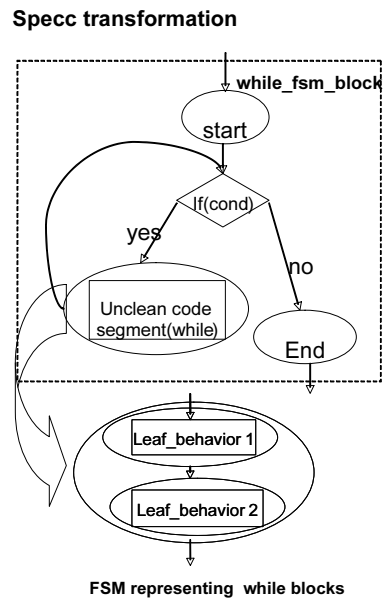 Specc transformation
while_fsm_block
start
If(cond)
yes
no
Unclean code
segment(while)
End
Leaf_behavior 1
Leaf_behavior 2
FSM representing while blocks